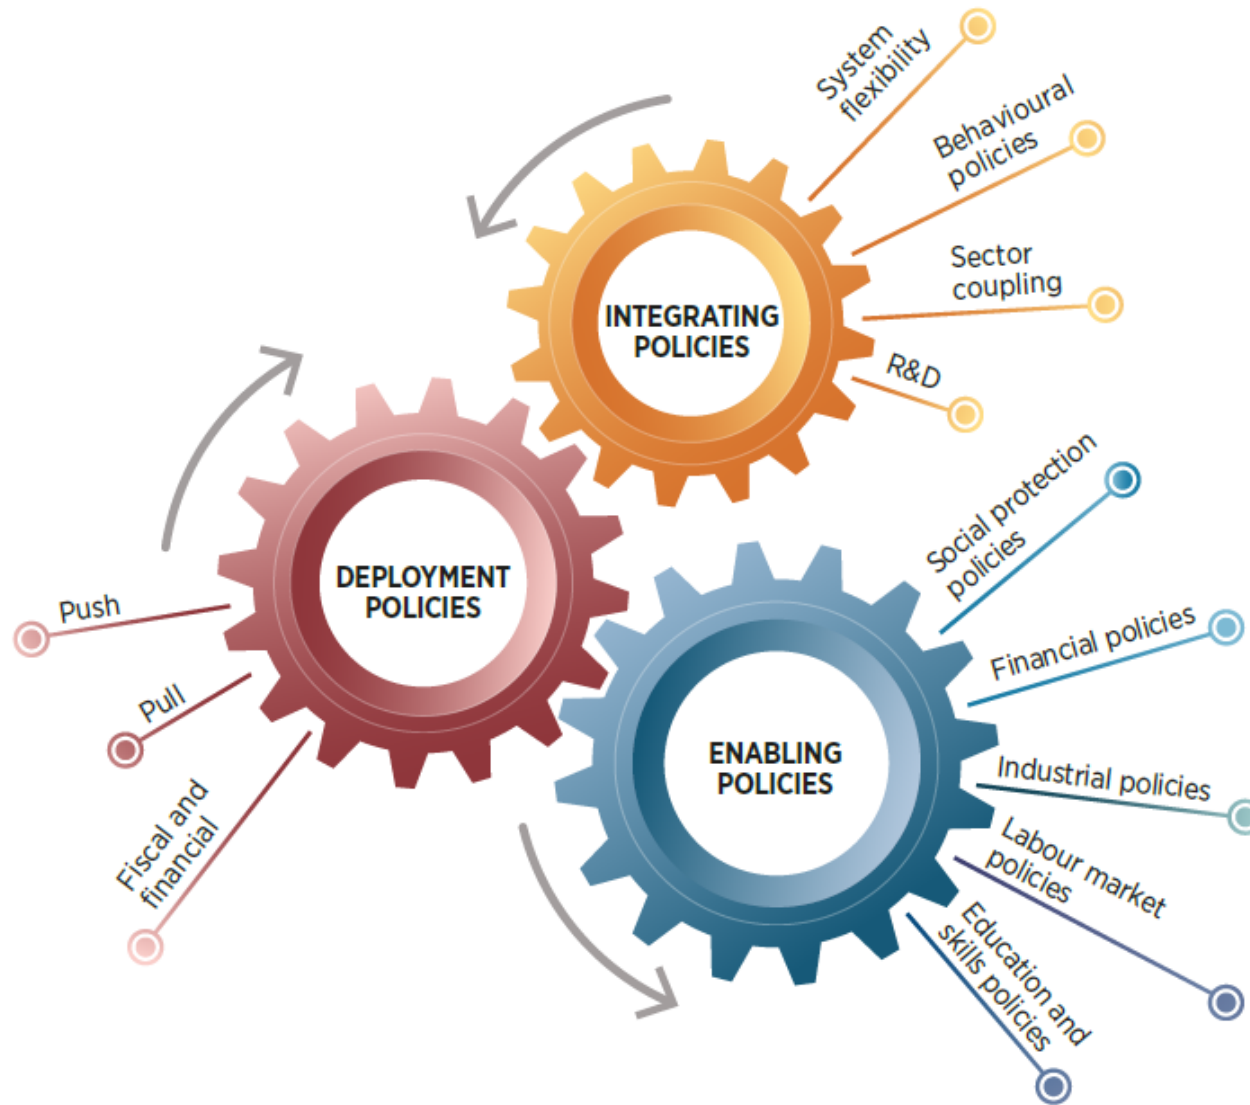 System
flexibility
Behavioural
policies
Sector
coupling
R&D
INTEGRATING
POLICIES
Social protection
policies
Financial policies
Industrial policies
Labour market
policies
Education and
skills policies
ENABLING
POLICIES
DEPLOYMENT
POLICIES
Push
Pull
Fiscal and
financial